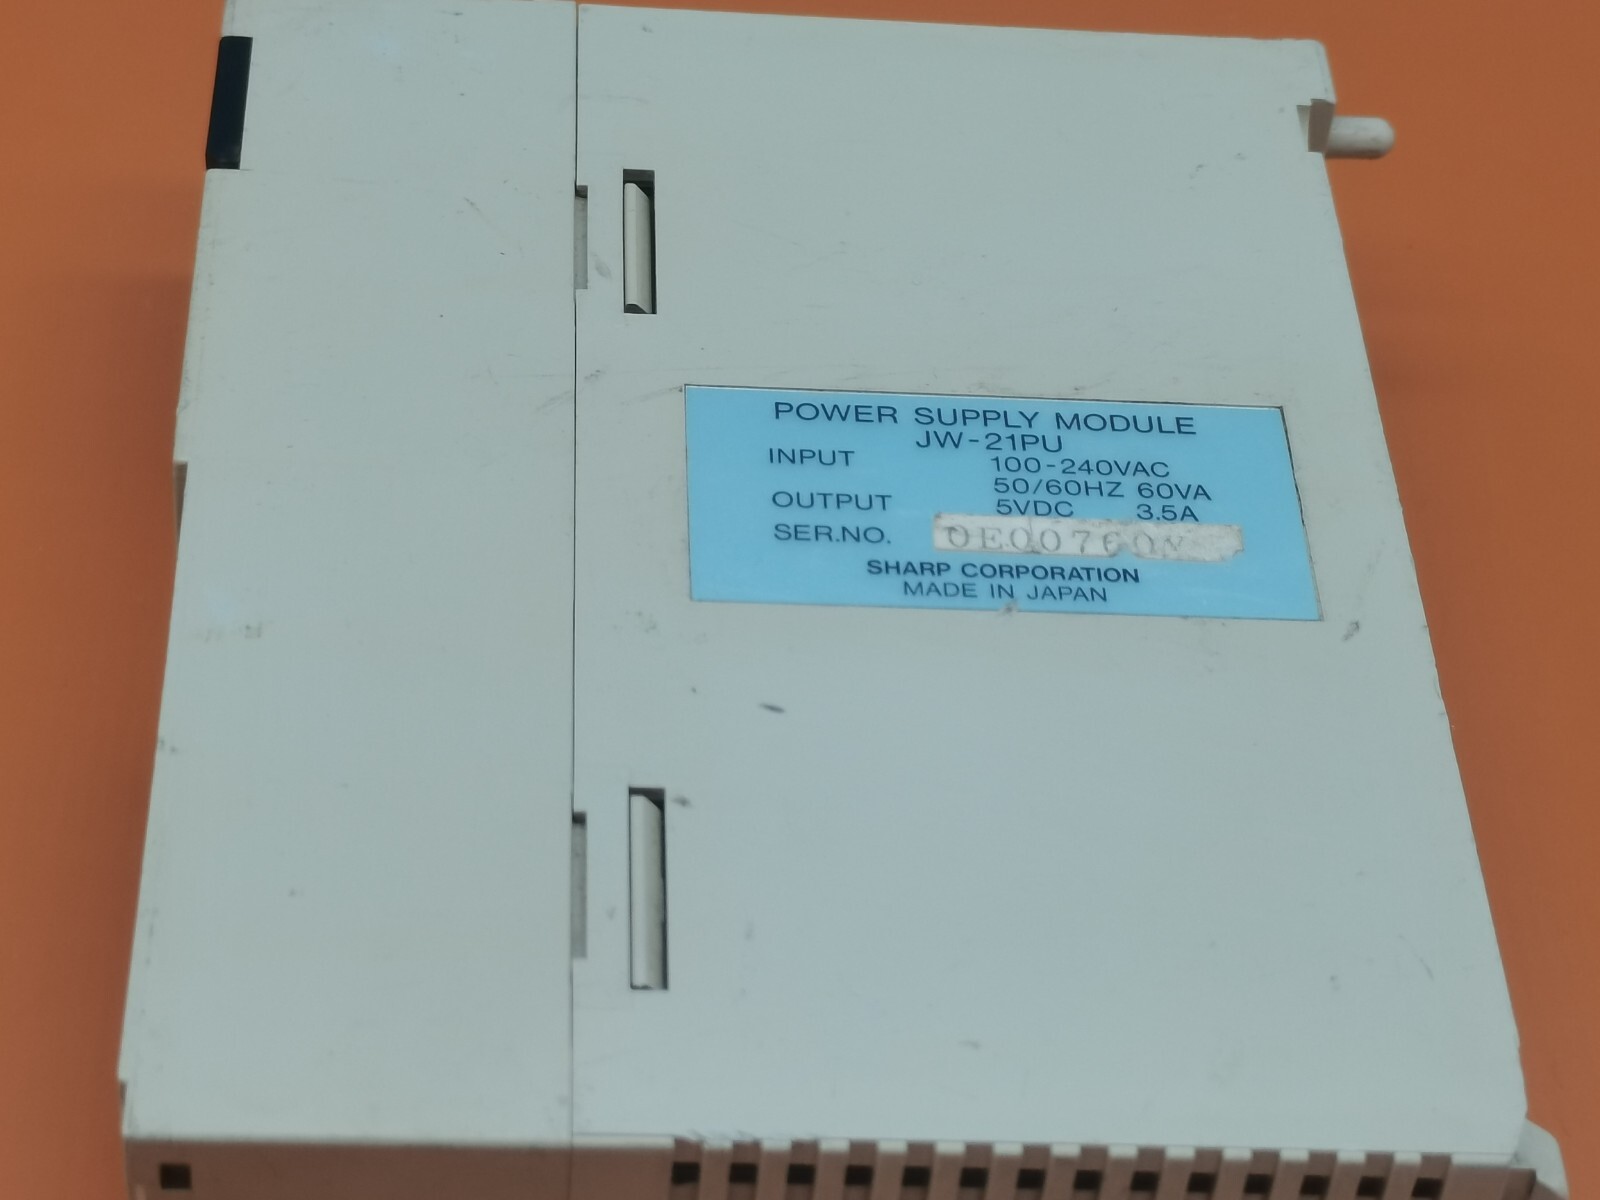 POWER SUPPLY MODULE
JW-21PU
INPUT 100-240VAC
50/60HZ 60VA
OUTPUT 5VDC 3.5A
SER.NO. 0E00760N
SHARP CORPORATION
MADE IN JAPAN